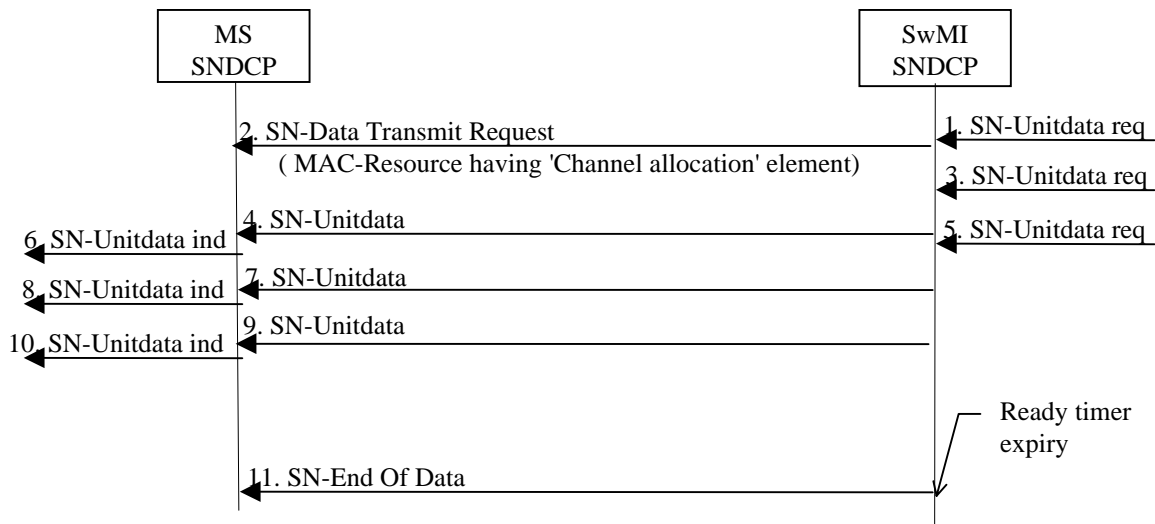 MS
SNDCP
SwMI
SNDCP
1. SN-Unitdata req
2. SN-Data Transmit Request
( MAC-Resource having 'Channel allocation' element)
3. SN-Unitdata req
4. SN-Unitdata
5. SN-Unitdata req
6. SN-Unitdata ind
7. SN-Unitdata
8. SN-Unitdata ind
9. SN-Unitdata
10. SN-Unitdata ind
Ready timer
expiry
11. SN-End Of Data